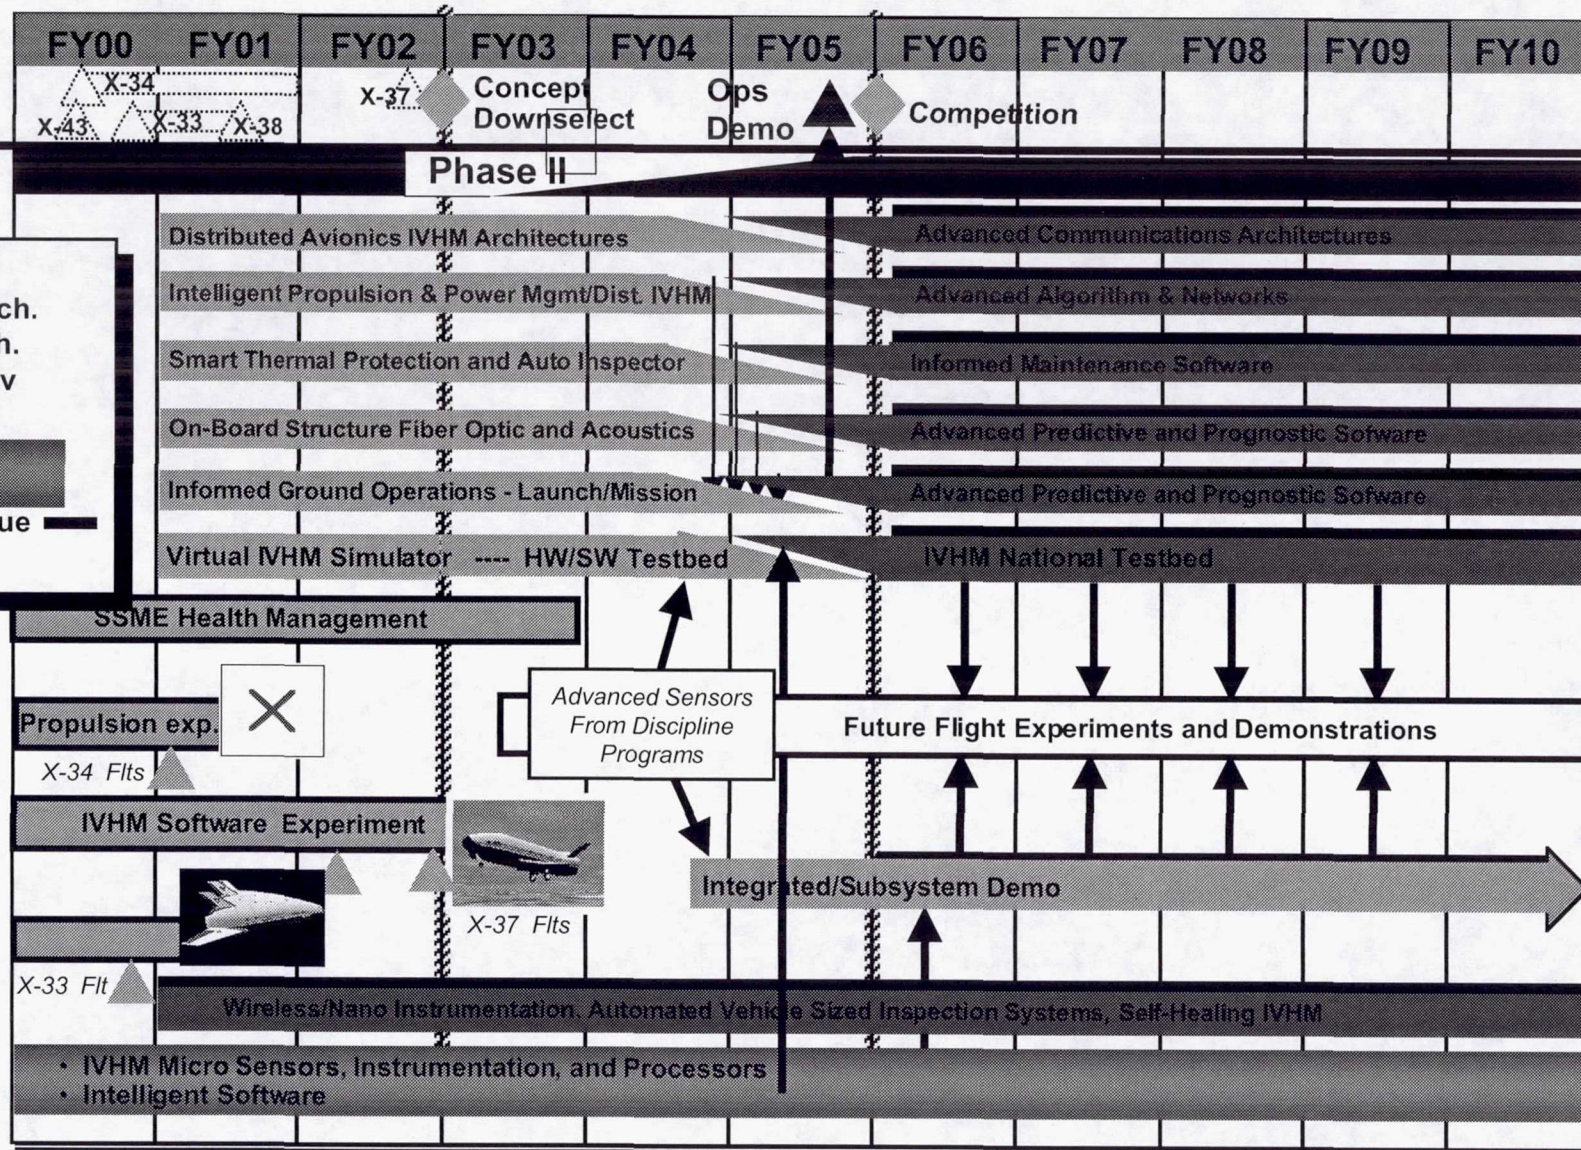 FY00 FY01 FY02 FY03 FY04 FY05 FY06 FY07 FY08 FY09 FY10
X-34
X-43 X-33 X-38
X-37
Concept
Downselect
Ops
Demo
Competition
Phase II
Distributed Avionics IVHM Architectures
Advanced Communications Architectures
Intelligent Propulsion & Power Mgmt/Dist. IVHM
Advanced Algorithm & Networks
Smart Thermal Protection and Auto Inspector
Informed Maintenance Software
On-Board Structure Fiber Optic and Acoustics
Advanced Predictive and Prognostic Sofware
Informed Ground Operations - Launch/Mission
Advanced Predictive and Prognostic Sofware
Virtual IVHM Simulator ---- HW/SW Testbed
IVHM National Testbed
ch.
h.
v
ue
SSME Health Management
Propulsion exp.
X-34 Flts
Advanced Sensors
From Discipline
Programs
Future Flight Experiments and Demonstrations
IVHM Software Experiment
X-37 Flts
Integrated/Subsystem Demo
X-33 Flt
Wireless/Nano Instrumentation, Automated Vehicle Sized Inspection Systems, Self-Healing IVHM
• IVHM Micro Sensors, Instrumentation, and Processors
• Intelligent Software